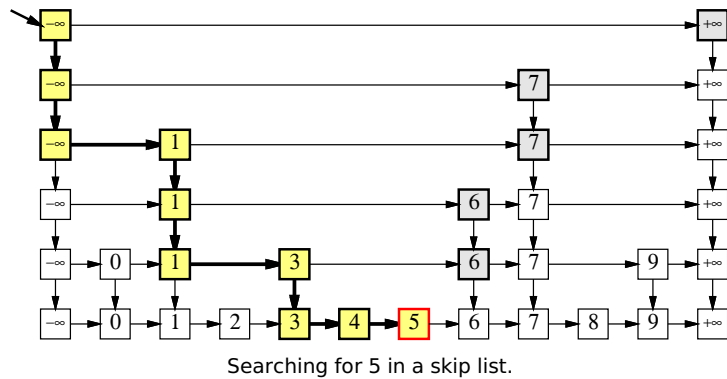 −∞ +∞
−∞ 7 +∞
−∞ 1 7 +∞
−∞ 1 6 7 +∞
−∞ 0 1 3 6 7 9 +∞
−∞ 0 1 2 3 4 5 6 7 8 9 +∞
Searching for 5 in a skip list.